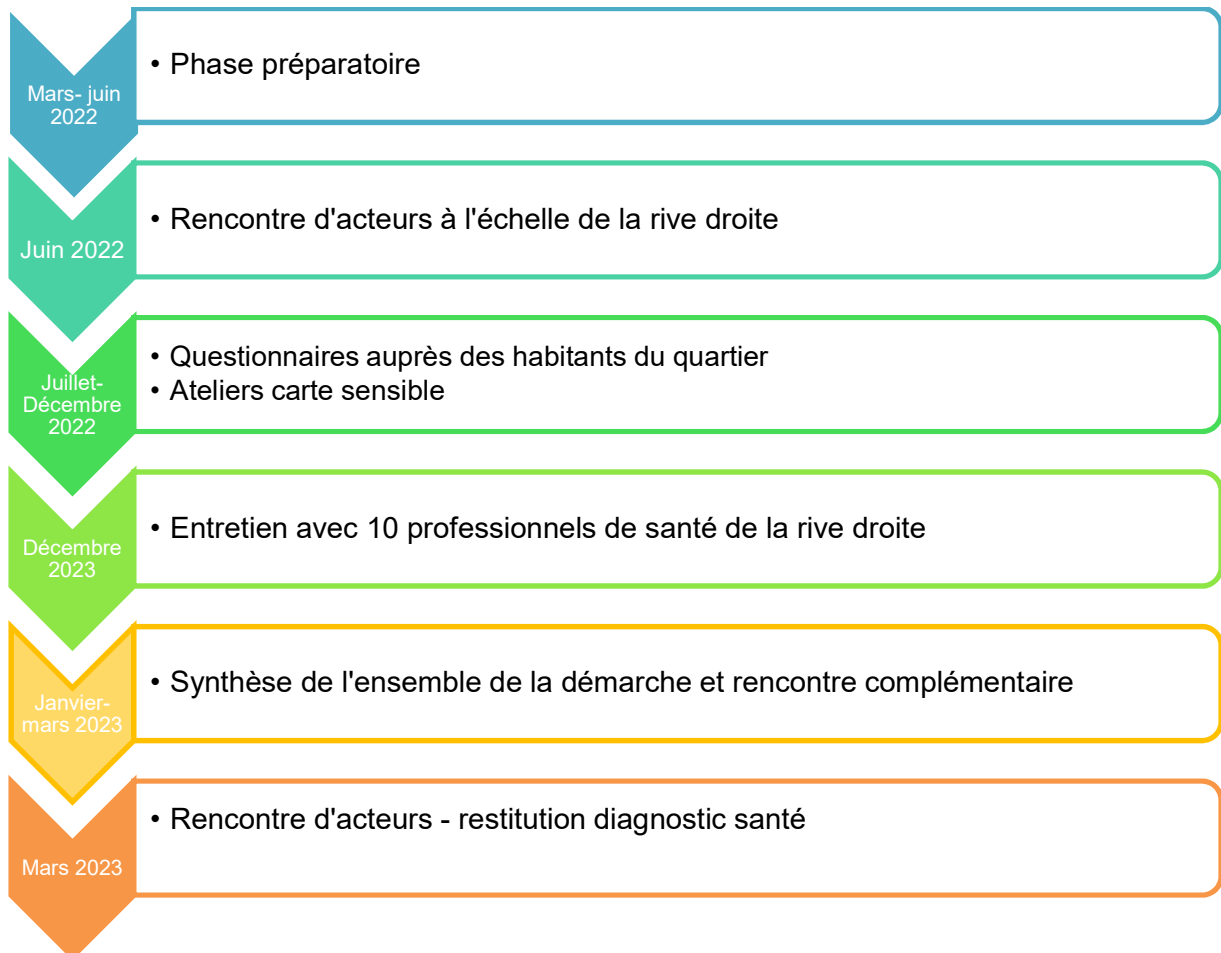 Mars- juin
2022
• Phase préparatoire
Juin 2022
• Rencontre d'acteurs à l'échelle de la rive droite
Juillet-
Décembre
2022
• Questionnaires auprès des habitants du quartier
• Ateliers carte sensible
Décembre
2023
• Entretien avec 10 professionnels de santé de la rive droite
Janvier-
mars 2023
• Synthèse de l'ensemble de la démarche et rencontre complémentaire
Mars 2023
• Rencontre d'acteurs - restitution diagnostic santé